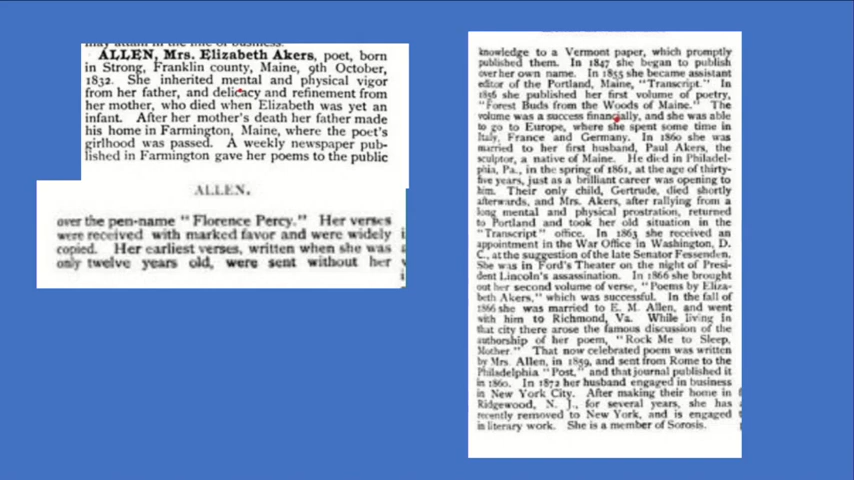 ALLEN, Mrs. Elizabeth Akers, poet, born
in Strong, Franklin county, Maine, 9th October,
1832. She inherited mental and physical vigor
from her father, and delicacy and refinement from
her mother, who died when Elizabeth was yet an
infant. After her mother's death her father made
his home in Farmington, Maine, where the poet's
girlhood was passed. A weekly newspaper pub-
lished in Farmington gave her poems to the public
ALLEN.
over the pen-name "Florence Percy." Her verses
were received with marked favor and were widely
copied. Her earliest verses, written when she was
only twelve years old, were sent without her
knowledge to a Vermont paper, which promptly
published them. In 1847 she began to publish
over her own name. In 1855 she became assistant
editor of the Portland, Maine, "Transcript." In
1856 she published her first volume of poetry,
"Forest Buds from the Woods of Maine." The
volume was a success financially, and she was able
to go to Europe, where she spent some time in
Italy, France and Germany. In 1860 she was
married to her first husband, Paul Akers, the
sculptor, a native of Maine. He died in Philadel-
phia, Pa., in the spring of 1861, at the age of thirty-
five years, just as a brilliant career was opening to
him. Their only child, Gertrude, died shortly
afterwards, and Mrs. Akers, after rallying from a
long mental and physical prostration, returned
to Portland and took her old situation in the
"Transcript" office. In 1863 she received an
appointment in the War Office in Washington, D.
C., at the suggestion of the late Senator Fessenden.
She was in Ford's Theater on the night of Presi-
dent Lincoln's assassination. In 1866 she brought
out her second volume of verse, "Poems by Eliza-
beth Akers," which was successful. In the fall of
1866 she was married to E. M. Allen, and went
with him to Richmond, Va. While living in
that city there arose the famous discussion of the
authorship of her poem, "Rock Me to Sleep,
Mother." That now celebrated poem was written
by Mrs. Allen, in 1859, and sent from Rome to the
Philadelphia "Post," and that journal published it
in 1860. In 1872 her husband engaged in business
in New York City. After making their home in
Ridgewood, N. J., for several years, she has
recently removed to New York, and is engaged
in literary work. She is a member of Sorosis.